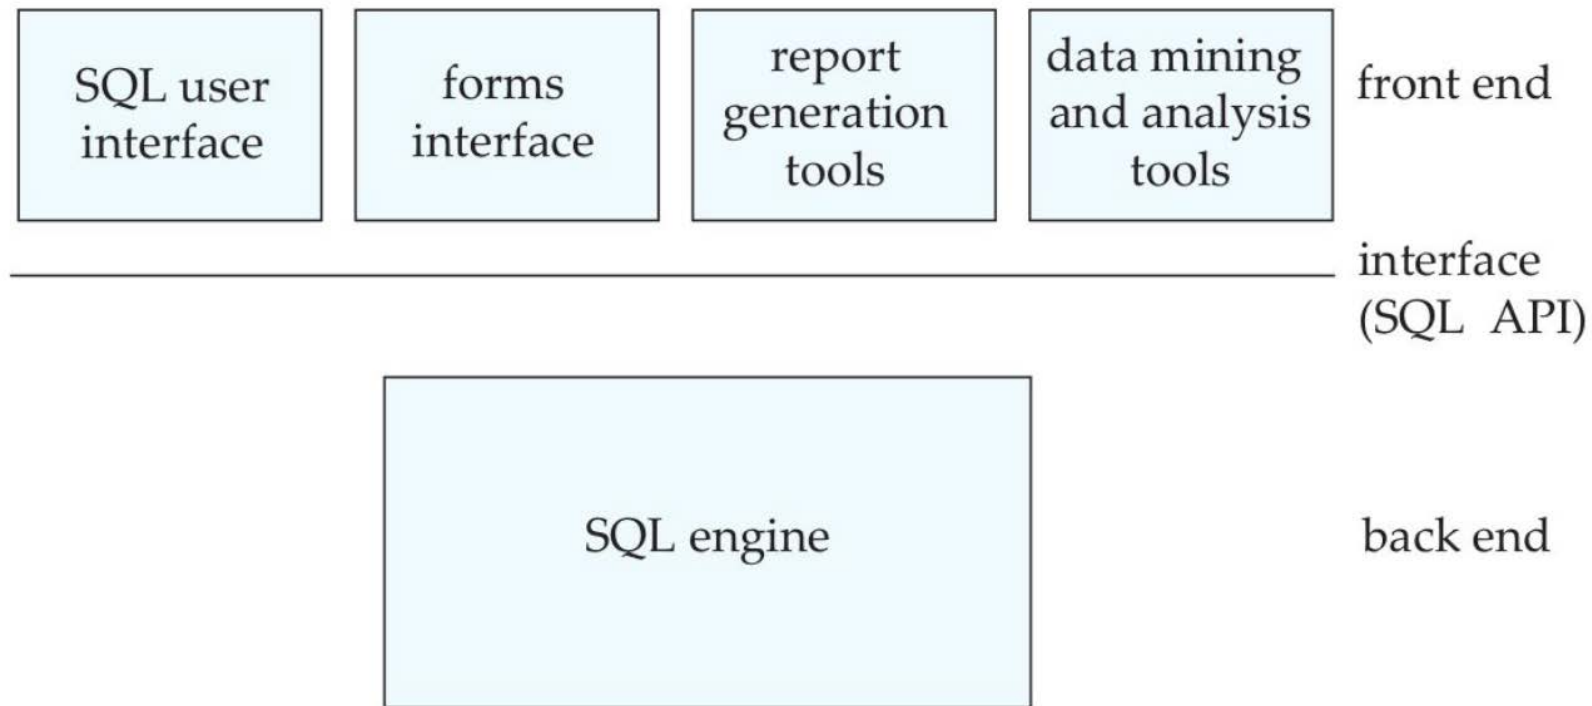 SQL user
interface
forms
interface
report
generation
tools
data mining
and analysis
tools
front end
interface
(SQL API)
SQL engine
back end